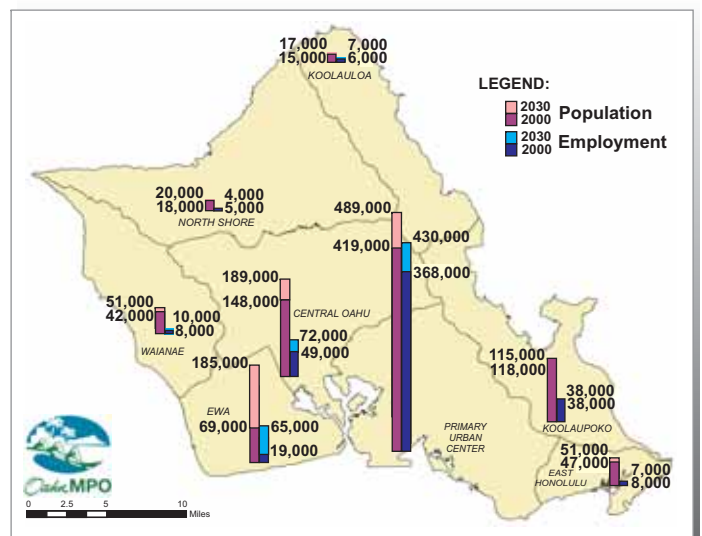 17,000 7,000
15,000 6,000
KOOLAULOA
LEGEND:
2030
2000
Population
2030
2000
Employment
20,000 4,000
18,000 5,000
NORTH SHORE
489,000
419,000
430,000
368,000
189,000
148,000
CENTRAL OAHU
72,000
49,000
51,000
42,000
10,000
8,000
WAIANAE
185,000
EWA
69,000
65,000
19,000
PRIMARY
URBAN
CENTER
115,000
118,000
38,000
38,000
KOOLAUPOKO
51,000
47,000
EAST
HONOLULU
7,000
8,000
OahuMPO
0 2.5 5 10
Miles